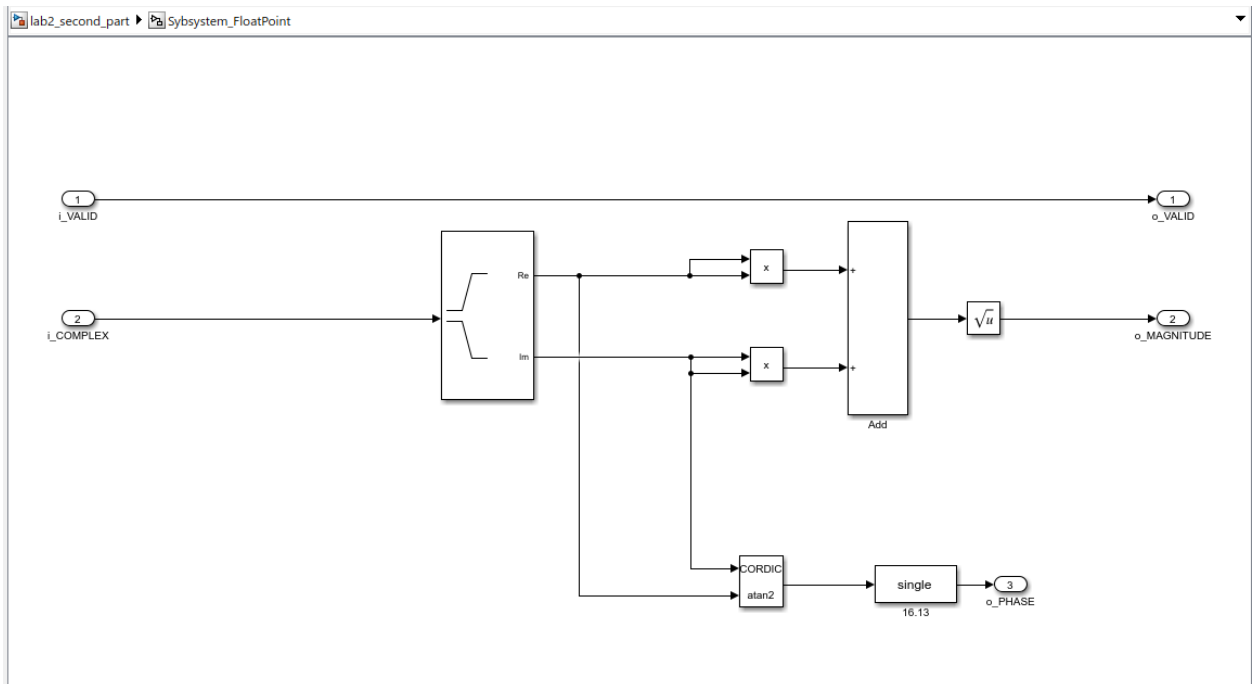 lab2_second_part Sybsystem_FloatPoint
1
i_VALID
1
o_VALID
2
i_COMPLEX
Re
Im
x
x
+
+
Add
√u
2
o_MAGNITUDE
CORDIC
atan2
single
16.13
3
o_PHASE